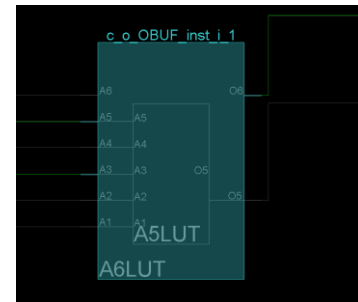 c_o_OBUF_inst_i_1
A6 O6
A5 A5
A4 A4
A3 A3 O5
A2 A2 O5
A1 A1
A5LUT
A6LUT